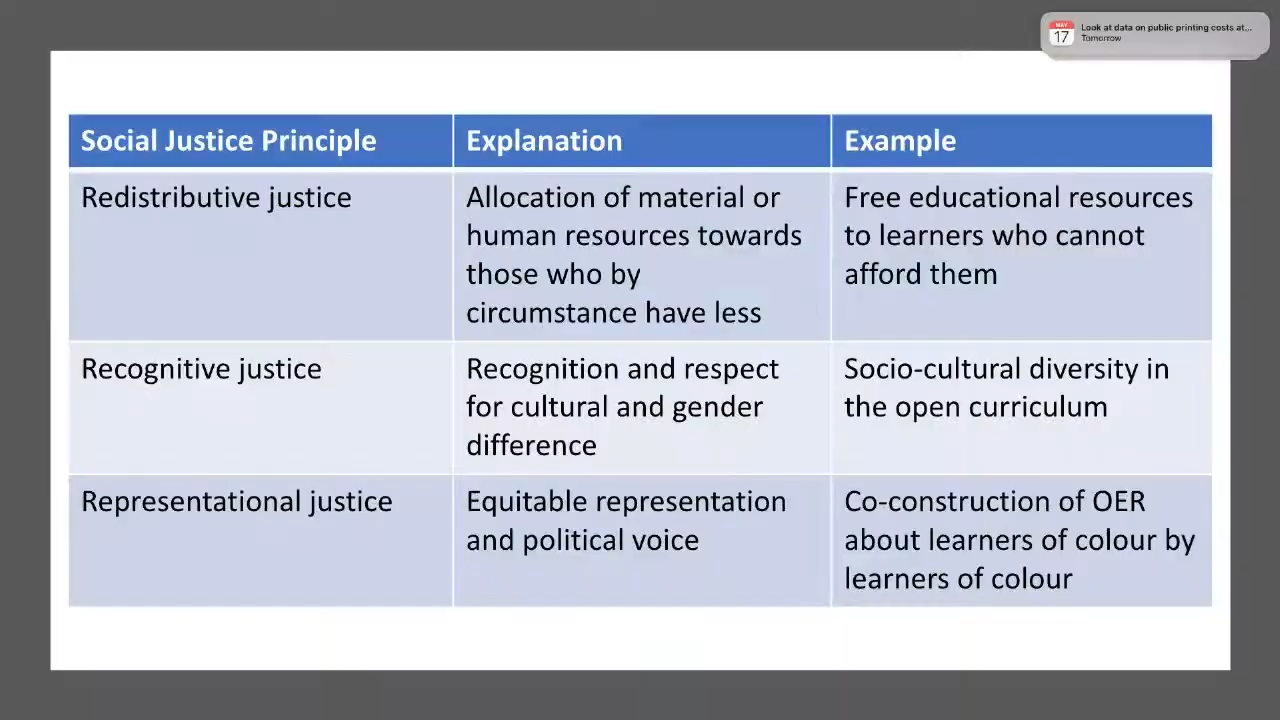 MAY
17
Look at data on public printing costs at...
Tomorrow
Social Justice Principle
Explanation
Example
Redistributive justice
Allocation of material or
human resources towards
those who by
circumstance have less
Free educational resources
to learners who cannot
afford them
Recognitive justice
Recognition and respect
for cultural and gender
difference
Socio-cultural diversity in
the open curriculum
Representational justice
Equitable representation
and political voice
Co-construction of OER
about learners of colour by
learners of colour